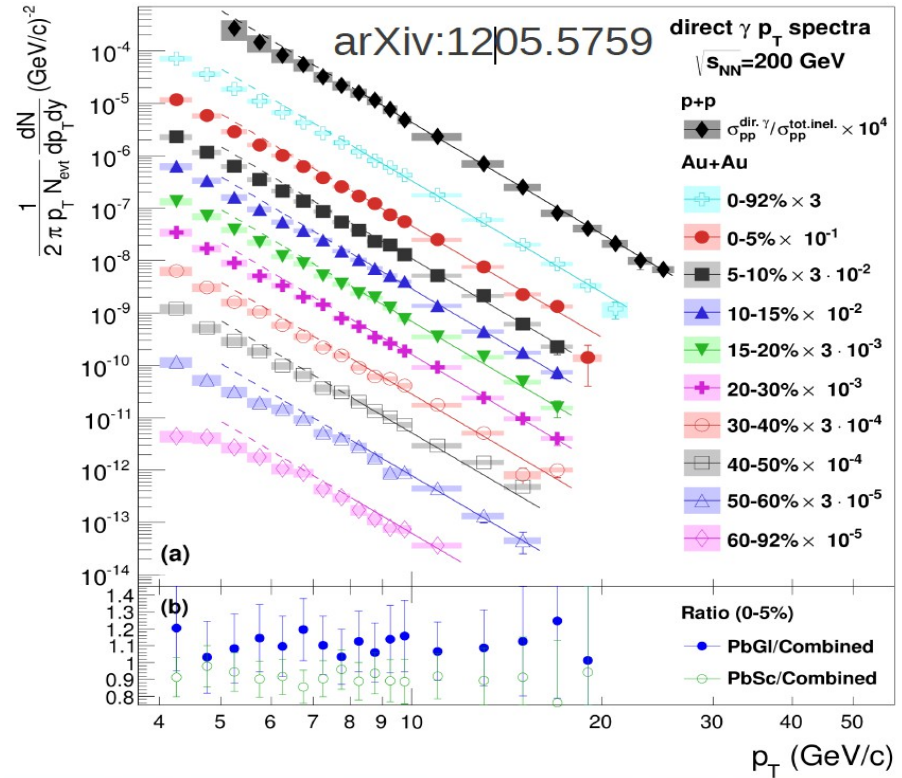 arXiv:1205.5759
direct γ p_T spectra
√s_NN=200 GeV
p+p
σ_pp^dir. γ/σ_pp^tot.inel. × 10^4
Au+Au
0-92% × 3
0-5% × 10^-1
5-10% × 3 · 10^-2
10-15% × 10^-2
15-20% × 3 · 10^-3
20-30% × 10^-3
30-40% × 3 · 10^-4
40-50% × 10^-4
50-60% × 3 · 10^-5
60-92% × 10^-5
1/(2 π p_T N_evt) dN/(dp_T dy) (GeV/c)^-2
10^-4
10^-5
10^-6
10^-7
10^-8
10^-9
10^-10
10^-11
10^-12
10^-13
10^-14
(a)
(b)
1.4
1.3
1.2
1.1
1
0.9
0.8
Ratio (0-5%)
PbGl/Combined
PbSc/Combined
4 5 6 7 8 9 10 20 30 40 50
p_T (GeV/c)